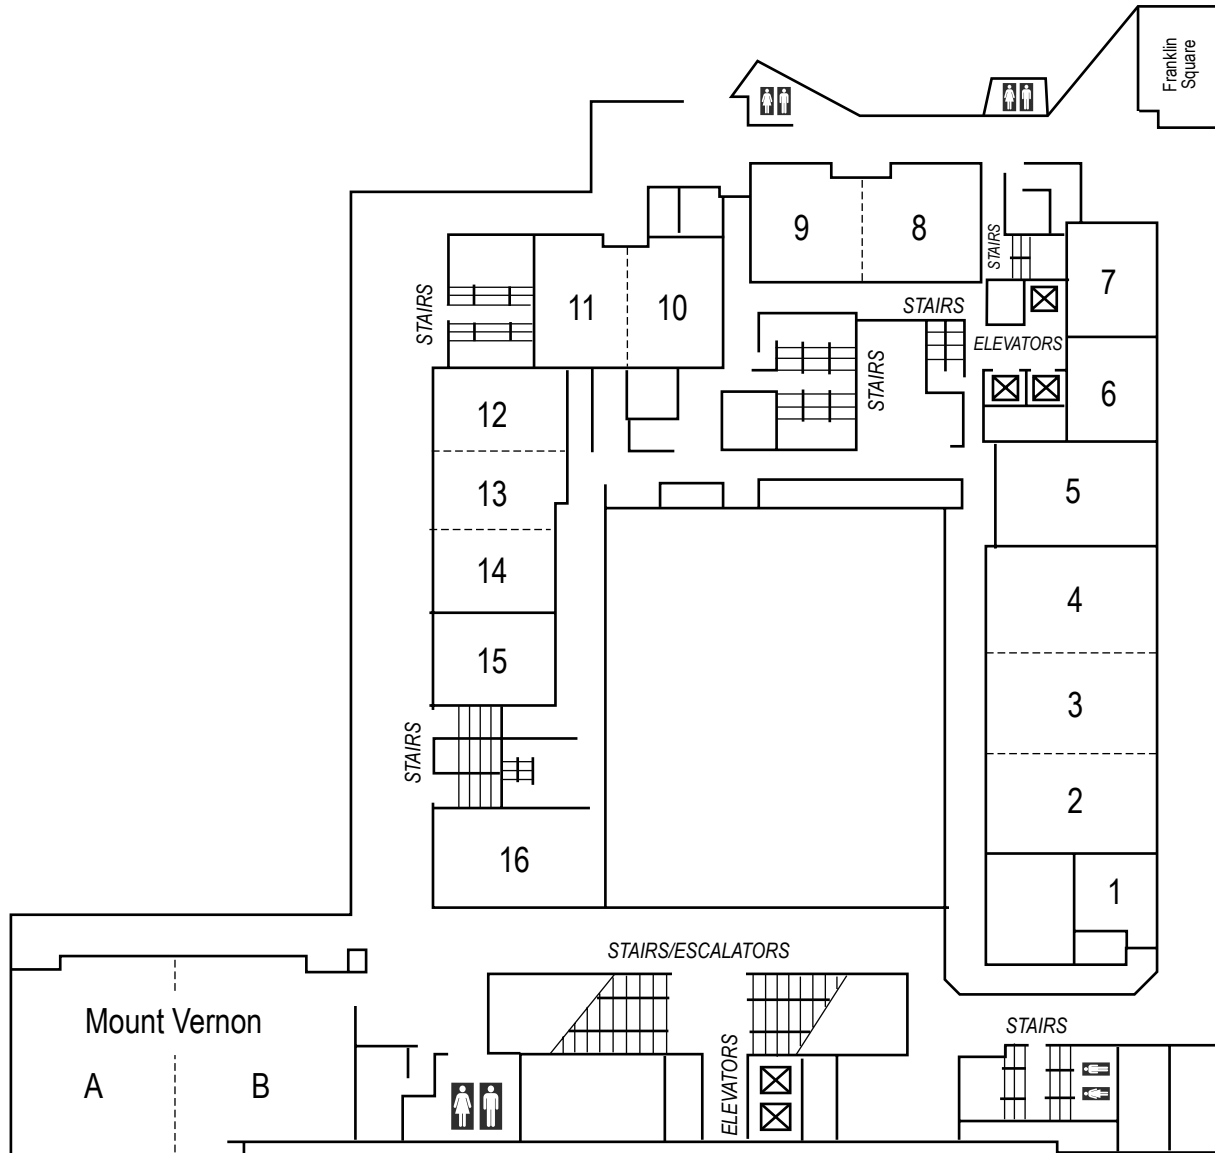 Franklin
Square
9
8
STAIRS
7
STAIRS
11
10
STAIRS
ELEVATORS
STAIRS
6
12
13
5
14
4
15
3
STAIRS
2
16
1
STAIRS/ESCALATORS
Mount Vernon
STAIRS
A
B
ELEVATORS